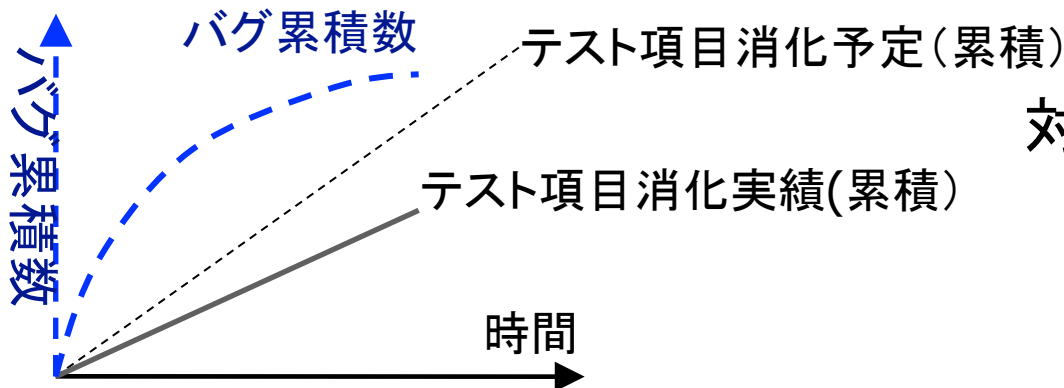 バグ累積数
テスト項目消化予定（累積）
バグ累積数
対
テスト項目消化実績(累積）
時間